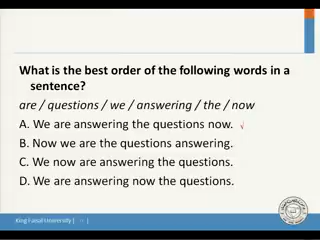 What is the best order of the following words in a
sentence?
are / questions / we / answering / the / now
A. We are answering the questions now. √
B. Now we are the questions answering.
C. We now are answering the questions.
D. We are answering now the questions.
King Faisal University [ ]